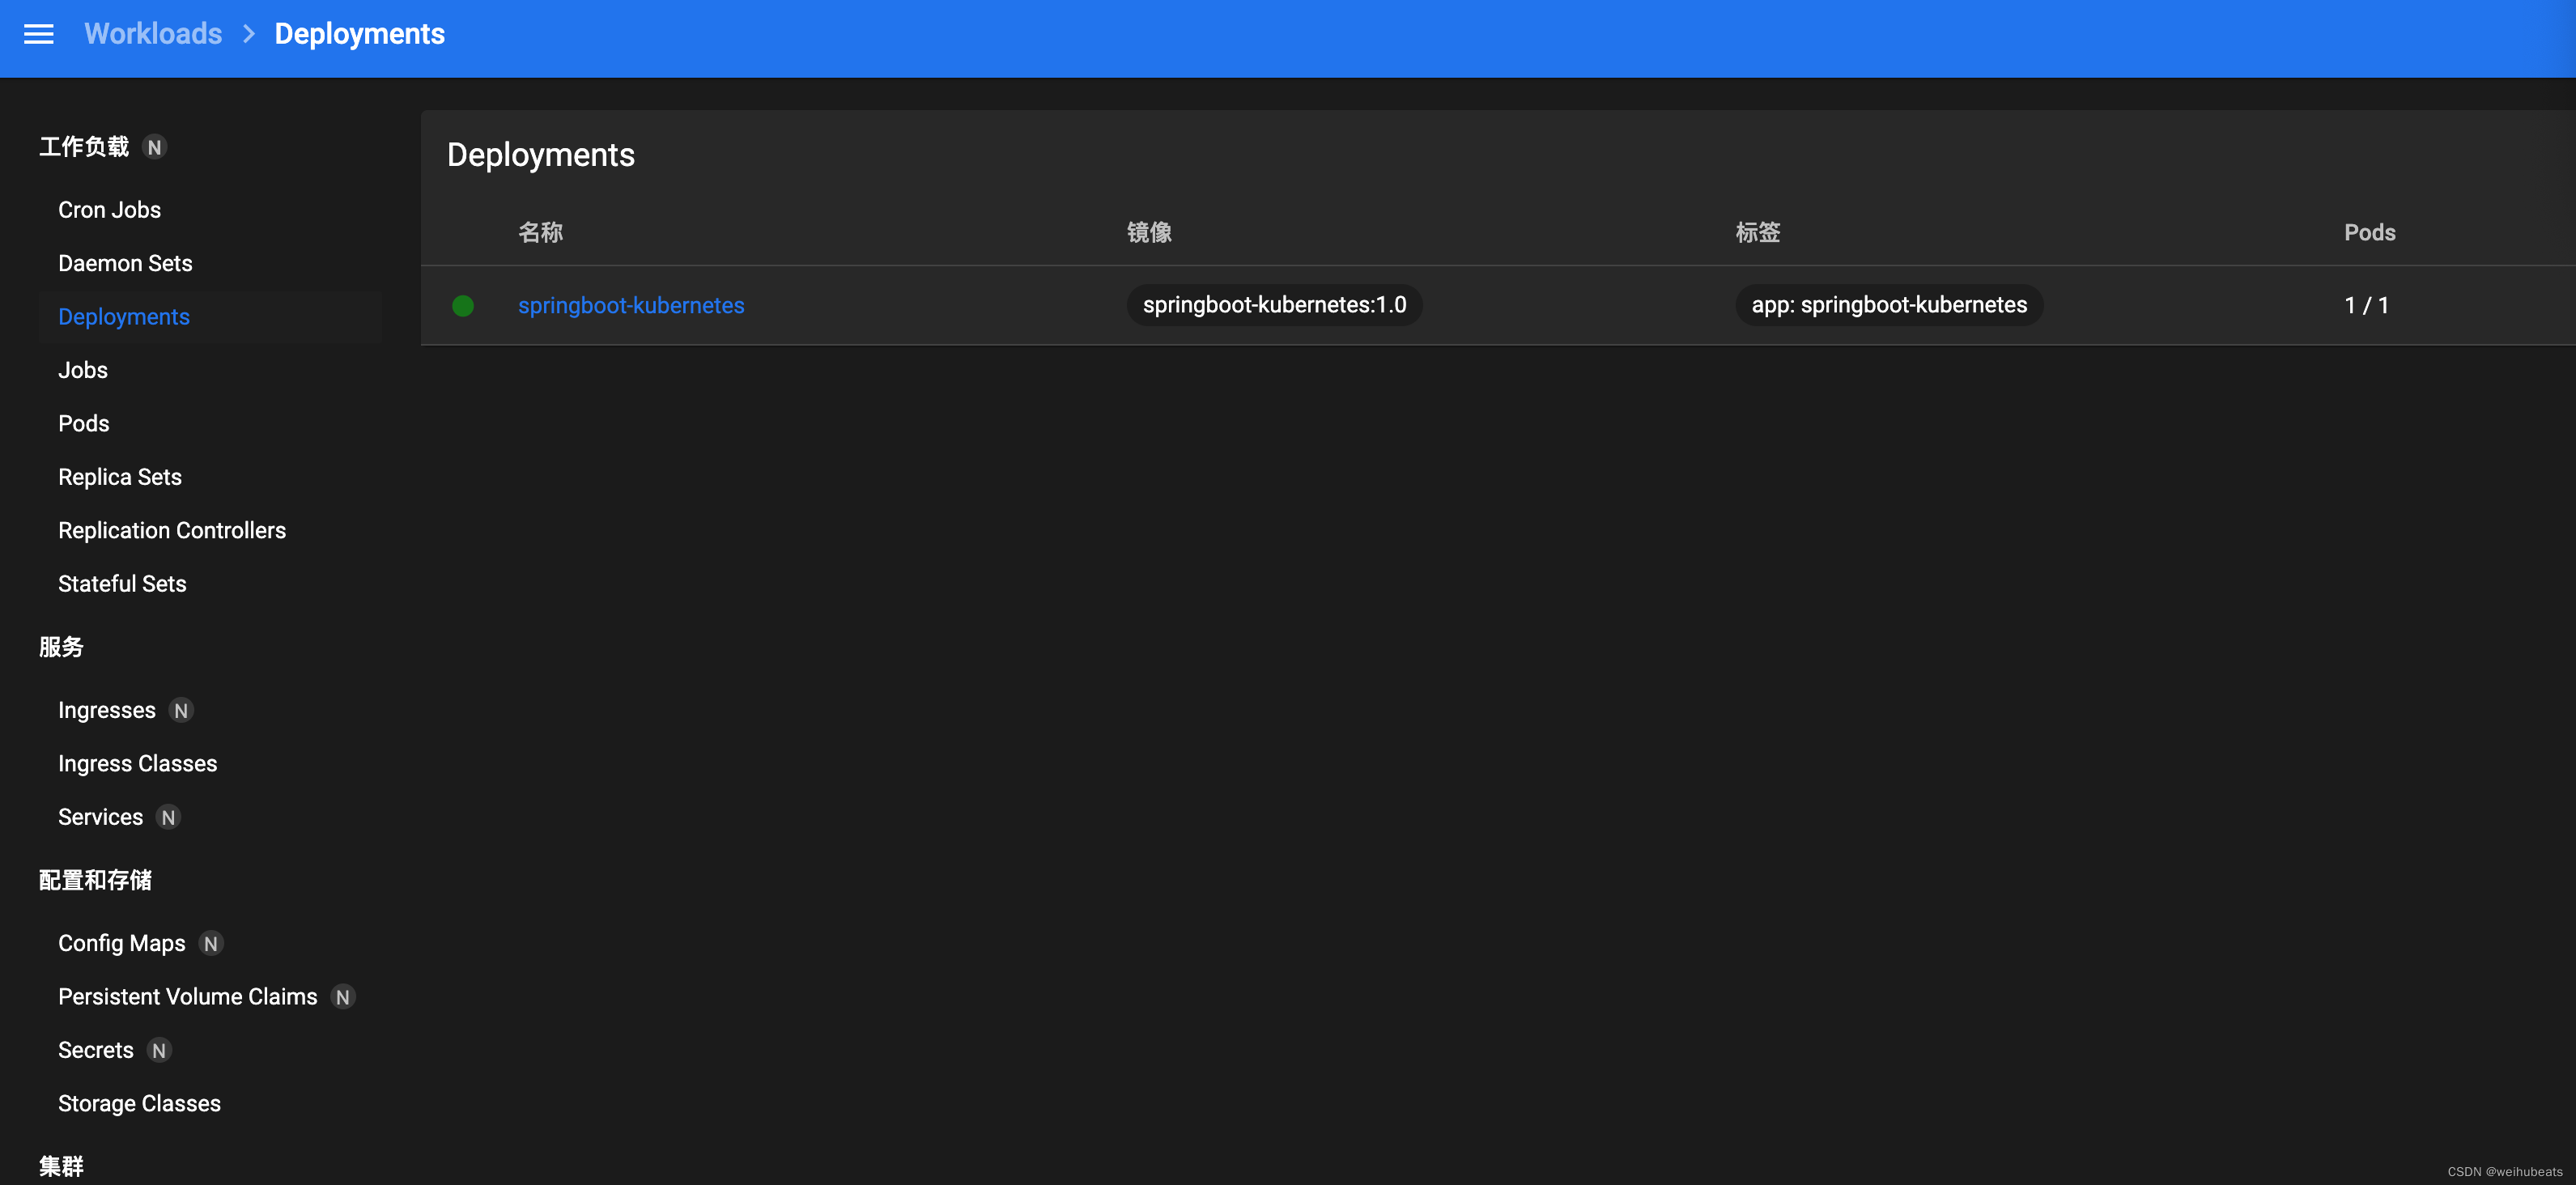 Workloads > Deployments
工作负载 N
Cron Jobs
Daemon Sets
Deployments
Jobs
Pods
Replica Sets
Replication Controllers
Stateful Sets
服务
Ingresses N
Ingress Classes
Services N
配置和存储
Config Maps N
Persistent Volume Claims N
Secrets N
Storage Classes
集群
Deployments
名称 镜像 标签 Pods
springboot-kubernetes springboot-kubernetes:1.0 app: springboot-kubernetes 1 / 1
CSDN @weihubeats